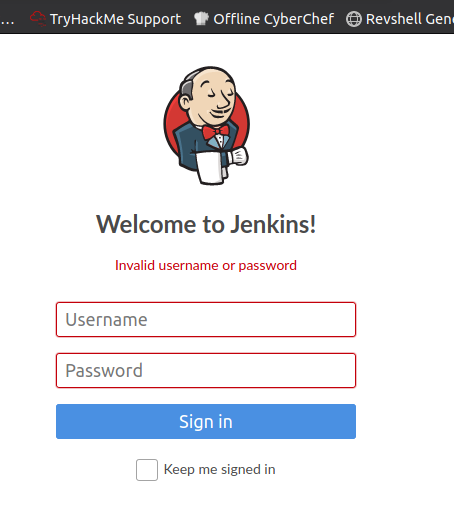 ... TryHackMe Support Offline CyberChef Revshell Gen
Welcome to Jenkins!
Invalid username or password
Username
Password
Sign in
Keep me signed in